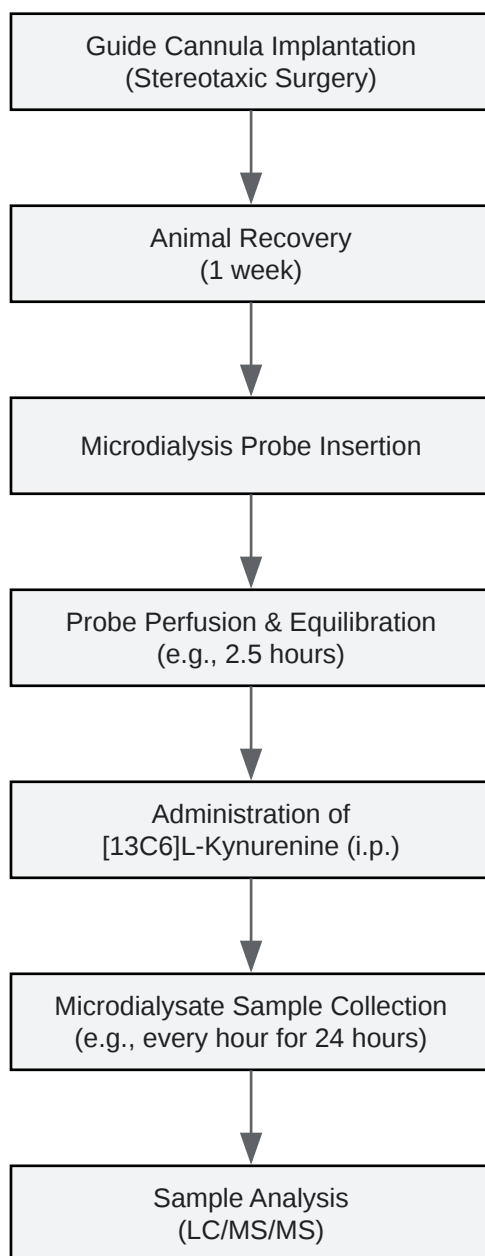 Guide Cannula Implantation
(Stereotaxic Surgery)
Animal Recovery
(1 week)
Microdialysis Probe Insertion
Probe Perfusion & Equilibration
(e.g., 2.5 hours)
Administration of
[13C6]L-Kynurenine (i.p.)
Microdialysate Sample Collection
(e.g., every hour for 24 hours)
Sample Analysis
(LC/MS/MS)